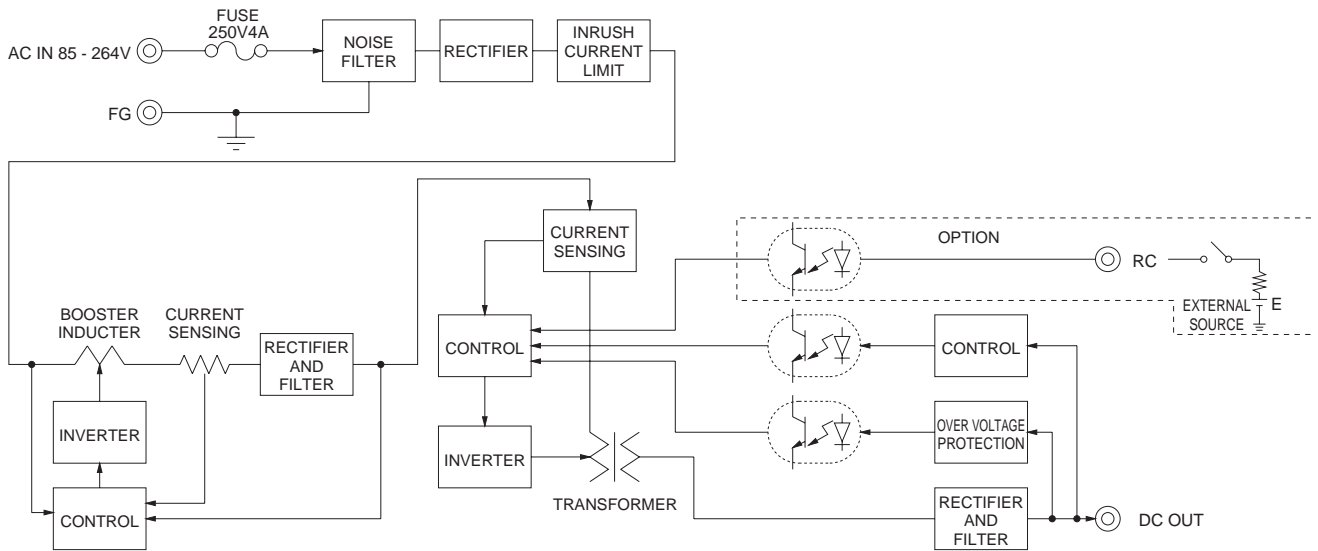 FUSE
250V4A
AC IN 85 - 264V
NOISE
FILTER
RECTIFIER
INRUSH
CURRENT
LIMIT
FG
CURRENT
SENSING
OPTION
RC
E
EXTERNAL
SOURCE
BOOSTER
INDUCTER
CURRENT
SENSING
RECTIFIER
AND
FILTER
CONTROL
CONTROL
INVERTER
INVERTER
OVER VOLTAGE
PROTECTION
TRANSFORMER
CONTROL
RECTIFIER
AND
FILTER
DC OUT